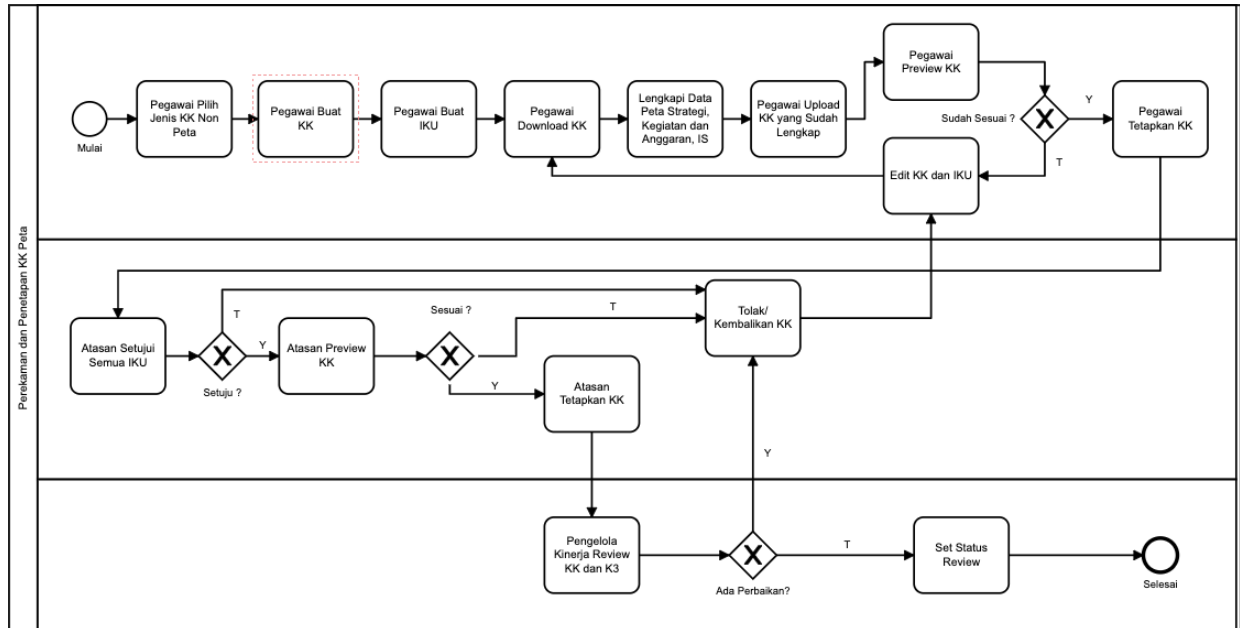 Perekaman dan Penetapan KK Peta
Mulai
Pegawai Pilih
Jenis KK Non
Peta
Pegawai Buat
KK
Pegawai Buat
IKU
Pegawai
Download KK
Lengkapi Data
Peta Strategi,
Kegiatan dan
Anggaran, IS
Pegawai Upload
KK yang Sudah
Lengkap
Pegawai
Preview KK
Sudah Sesuai ?
Y
T
Pegawai
Tetapkan KK
Edit KK dan IKU
Atasan Setujui
Semua IKU
Setuju ?
T
Y
Atasan Preview
KK
Sesuai ?
T
Y
Tolak/
Kembalikan KK
Atasan
Tetapkan KK
Y
Pengelola
Kinerja Review
KK dan K3
Ada Perbaikan?
T
Set Status
Review
Selesai